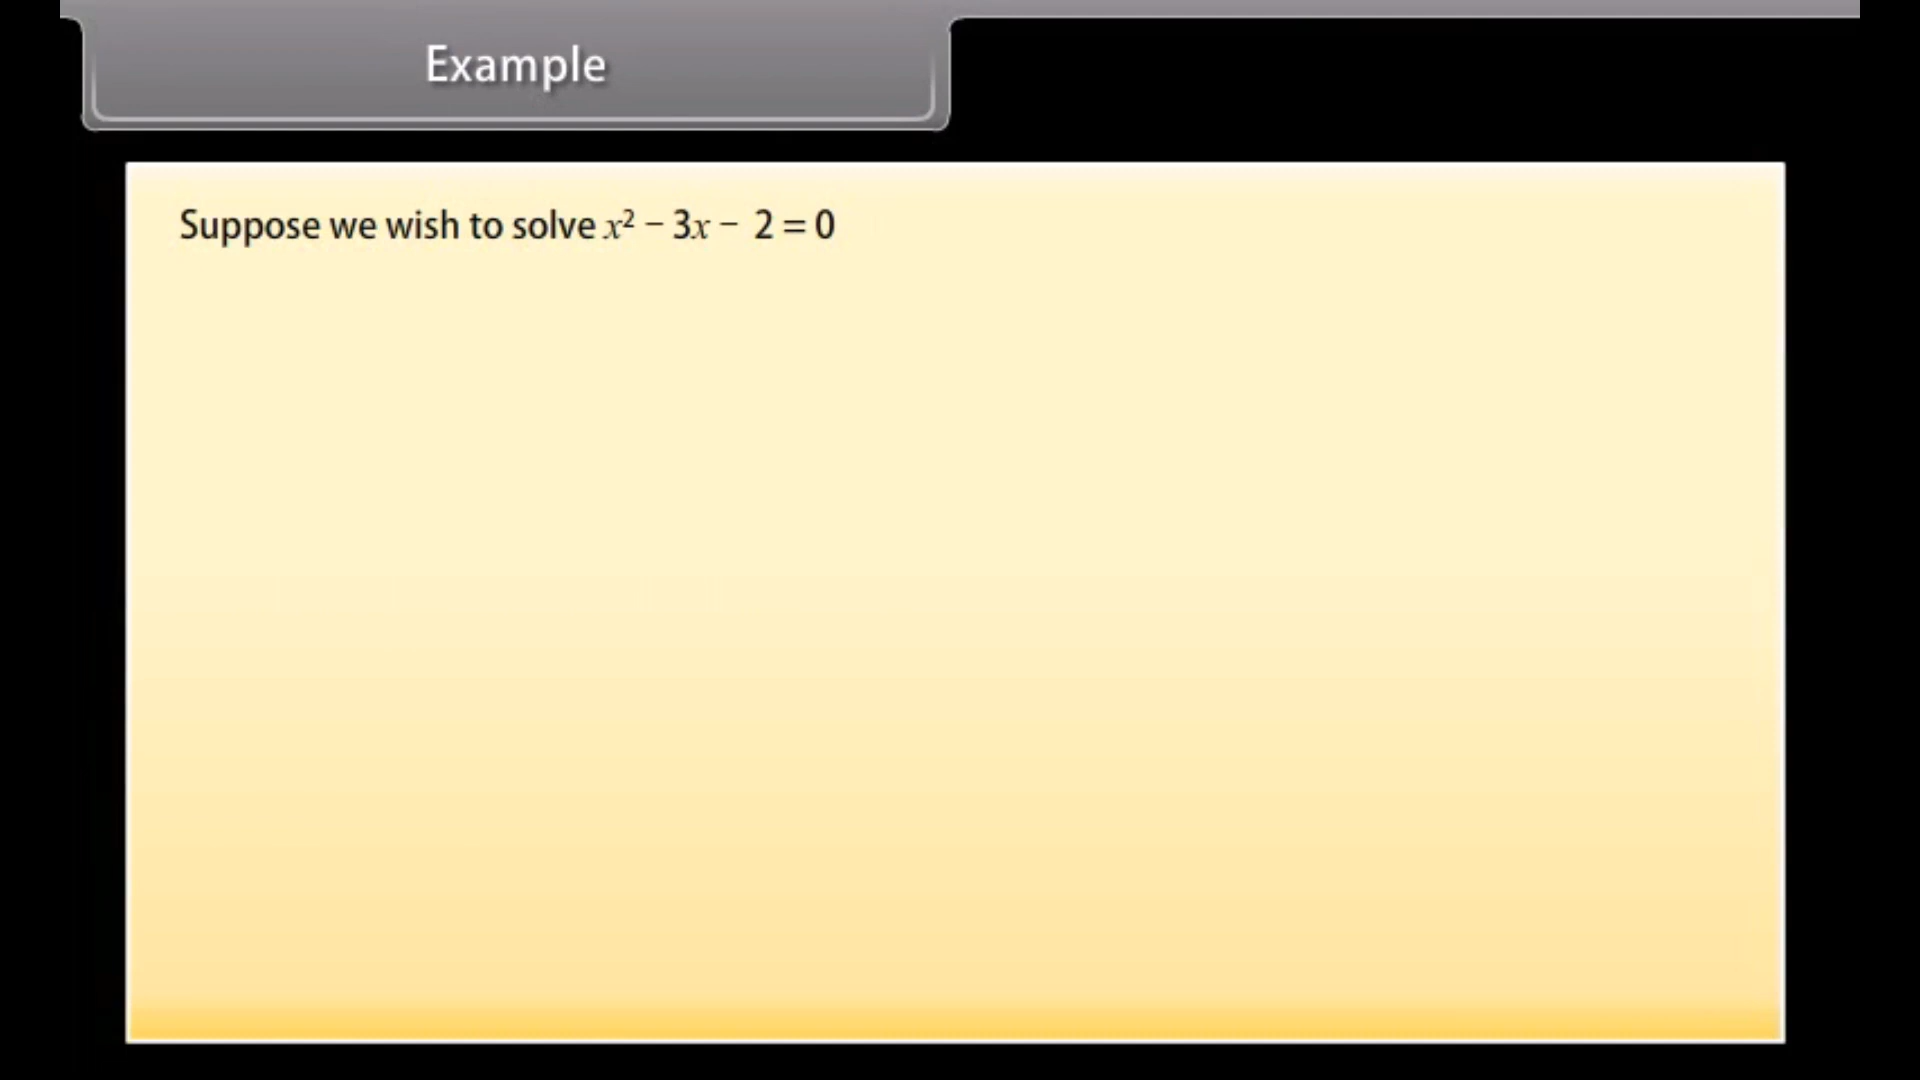 Example
Suppose we wish to solve x² − 3x − 2 = 0